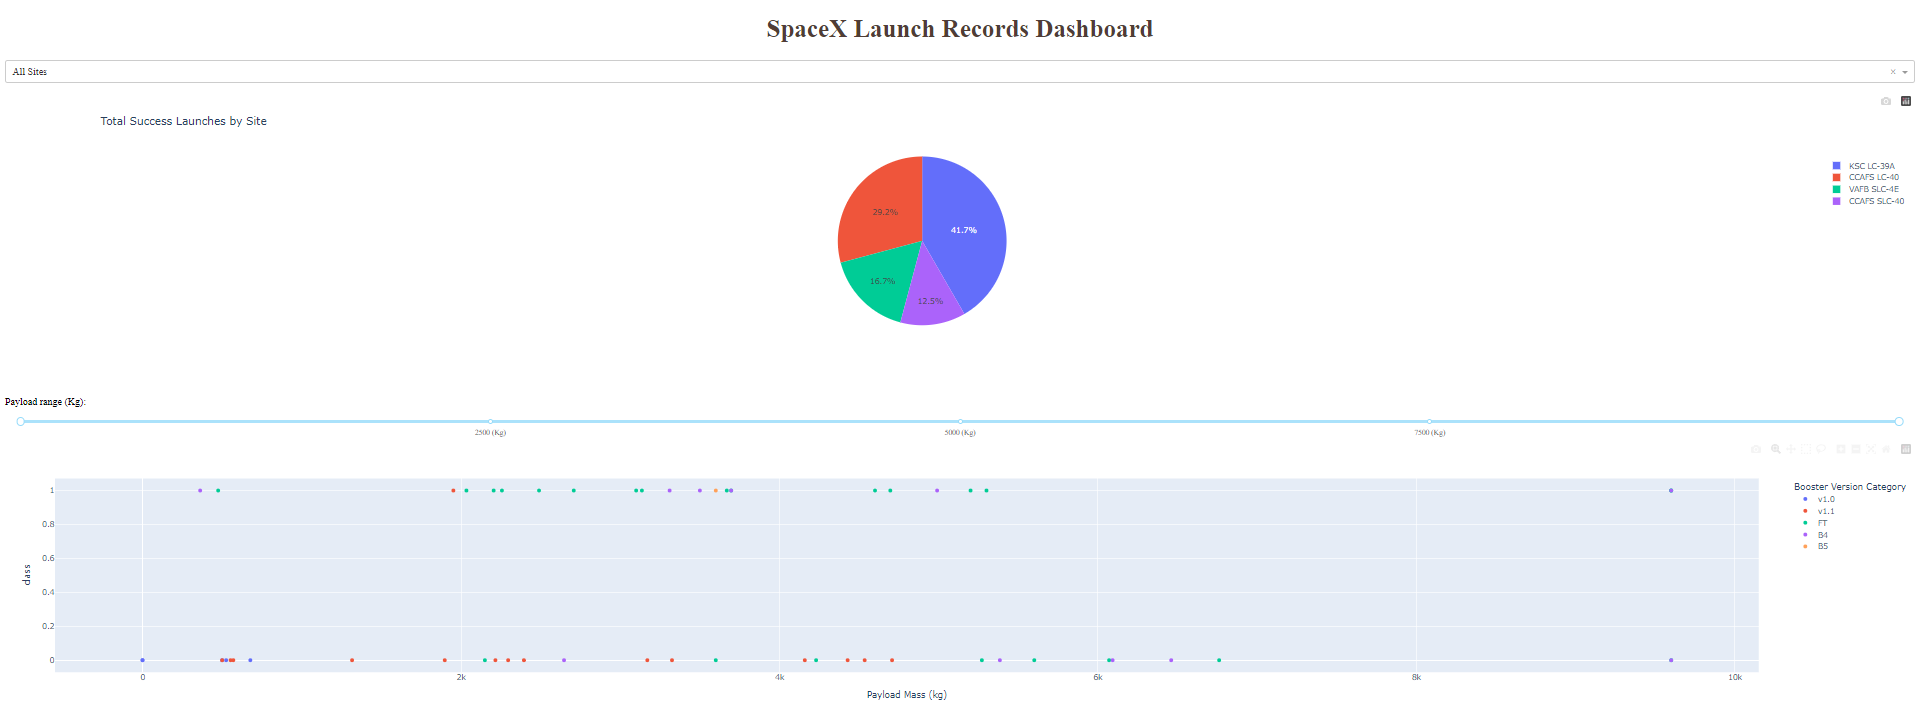 SpaceX Launch Records Dashboard
All Sites
Total Success Launches by Site
KSC LC-39A
CCAFS LC-40
VAFB SLC-4E
CCAFS SLC-40
29.2%
41.7%
16.7%
12.5%
Payload range (Kg):
2500 (Kg) 5000 (Kg) 7500 (Kg)
Booster Version Category
v1.0
v1.1
FT
B4
B5
1
0.8
0.6
0.4
0.2
0
class
0 2k 4k 6k 8k 10k
Payload Mass (kg)